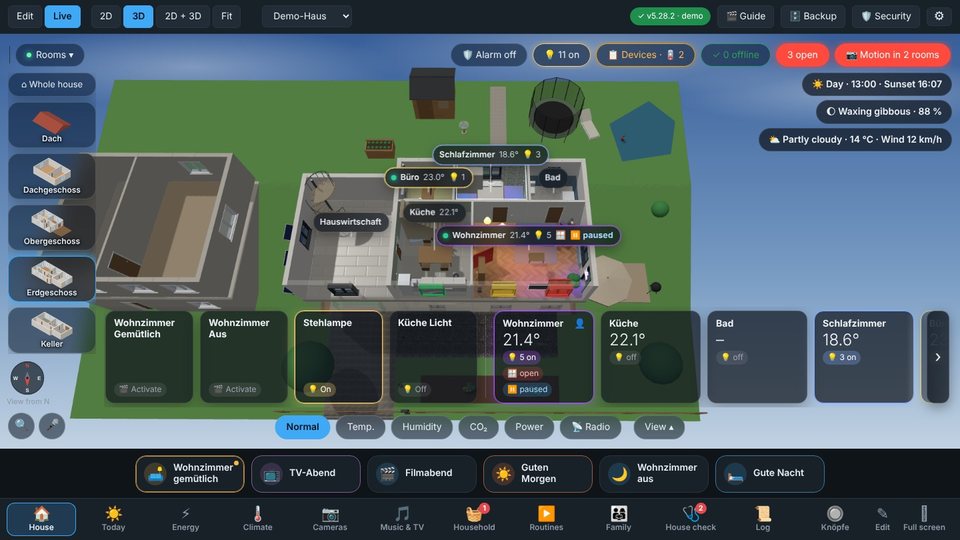 Edit
Live
2D
3D
2D + 3D
Fit
Demo-Haus
✓ v5.28.2 · demo
Guide
Backup
Security
Rooms ▾
Alarm off
11 on
Devices · 2
✓ 0 offline
3 open
Motion in 2 rooms
⌂ Whole house
Day · 13:00 · Sunset 16:07
Waxing gibbous · 88 %
Partly cloudy · 14 °C · Wind 12 km/h
Dach
Dachgeschoss
Obergeschoss
Erdgeschoss
Keller
Schlafzimmer 18.6° 3
Büro 23.0° 1
Bad
Küche 22.1°
Hauswirtschaft
Wohnzimmer 21.4° 5 paused
Wohnzimmer
Gemütlich
Activate
Wohnzimmer
Aus
Activate
Stehlampe
On
Küche Licht
Off
Wohnzimmer
21.4°
5 on
open
paused
Küche
22.1°
off
Bad
–
off
Schlafzimmer
18.6°
3 on
›
N
W
E
S
View from N
Normal
Temp.
Humidity
CO₂
Power
Radio
View ▴
Wohnzimmer
gemütlich
TV-Abend
Filmabend
Guten
Morgen
Wohnzimmer
aus
Gute Nacht
House
Today
Energy
Climate
Cameras
Music & TV
1
Household
Routines
Family
2
House check
Log
Knöpfe
Edit
Full screen